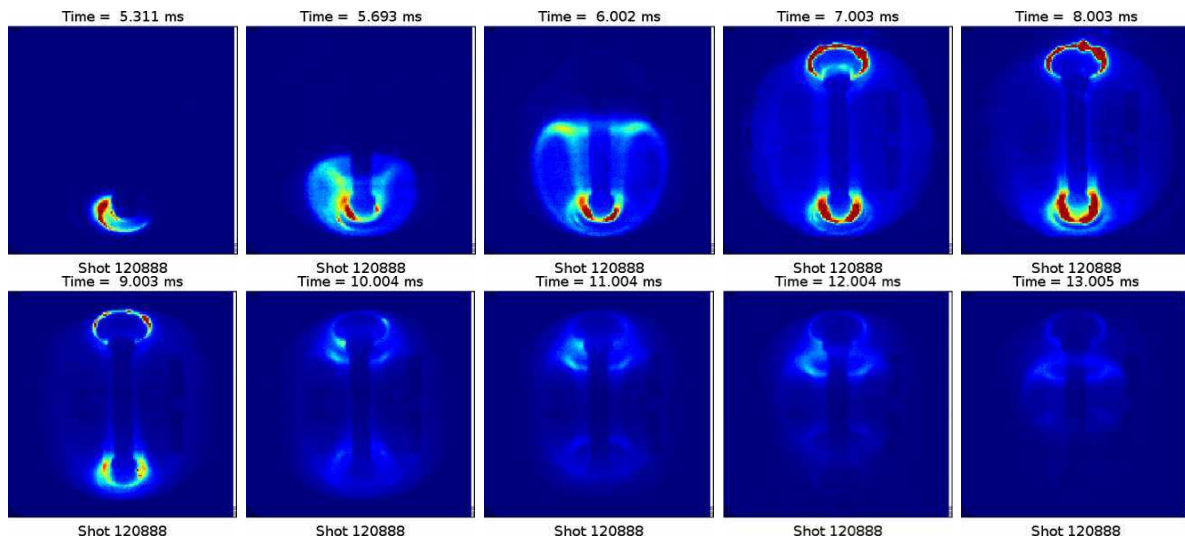 Time = 5.311 ms
Time = 5.693 ms
Time = 6.002 ms
Time = 7.003 ms
Time = 8.003 ms
Shot 120888
Shot 120888
Shot 120888
Shot 120888
Shot 120888
Time = 9.003 ms
Time = 10.004 ms
Time = 11.004 ms
Time = 12.004 ms
Time = 13.005 ms
Shot 120888
Shot 120888
Shot 120888
Shot 120888
Shot 120888